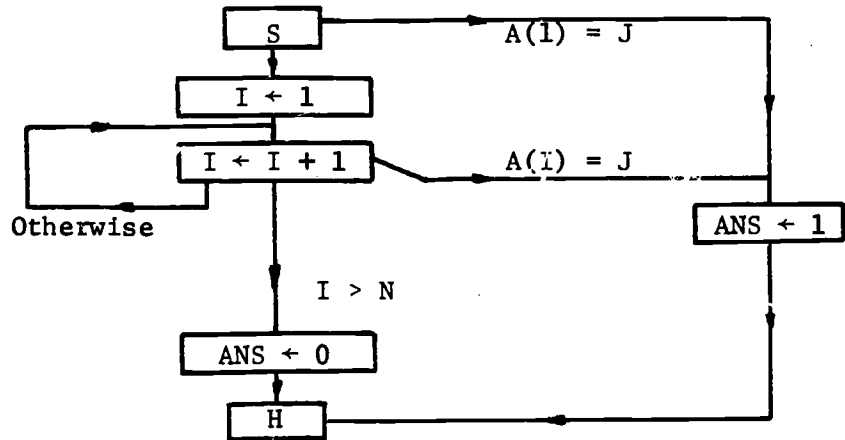 S
A(1) = J
I ← 1
I ← I + 1
A(I) = J
Otherwise
ANS ← 1
I > N
ANS ← 0
H